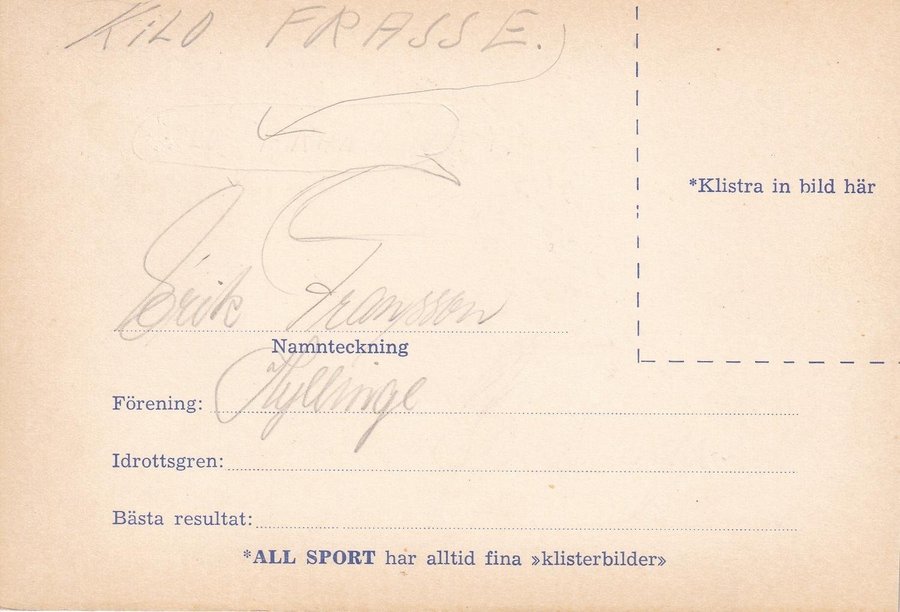 KILO FRASSE.
*Klistra in bild här
Erik Fransson
Namnteckning
Förening: Hyllinge
Idrottsgren:
Bästa resultat:
*ALL SPORT har alltid fina »klisterbilder»